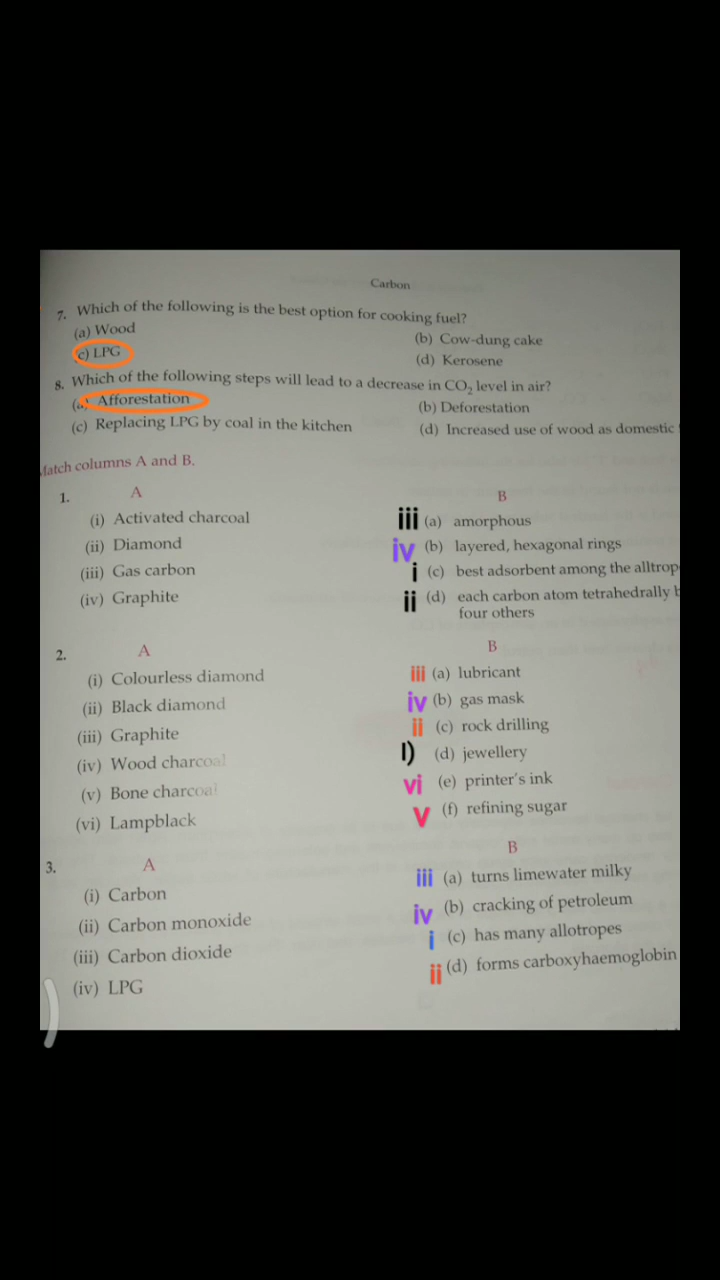 Carbon
7. Which of the following is the best option for cooking fuel?
(a) Wood (b) Cow-dung cake
(c) LPG (d) Kerosene
8. Which of the following steps will lead to a decrease in CO₂ level in air?
(a) Afforestation (b) Deforestation
(c) Replacing LPG by coal in the kitchen (d) Increased use of wood as domestic
Match columns A and B.
1. A B
(i) Activated charcoal iii (a) amorphous
(ii) Diamond iv (b) layered, hexagonal rings
(iii) Gas carbon i (c) best adsorbent among the alltrop
(iv) Graphite ii (d) each carbon atom tetrahedrally
four others
2. A B
(i) Colourless diamond iii (a) lubricant
(ii) Black diamond iv (b) gas mask
(iii) Graphite ii (c) rock drilling
(iv) Wood charcoal I) (d) jewellery
(v) Bone charcoal vi (e) printer's ink
(vi) Lampblack V (f) refining sugar
3. A B
(i) Carbon iii (a) turns limewater milky
(ii) Carbon monoxide iv (b) cracking of petroleum
(iii) Carbon dioxide i (c) has many allotropes
(iv) LPG ii (d) forms carboxyhaemoglobin